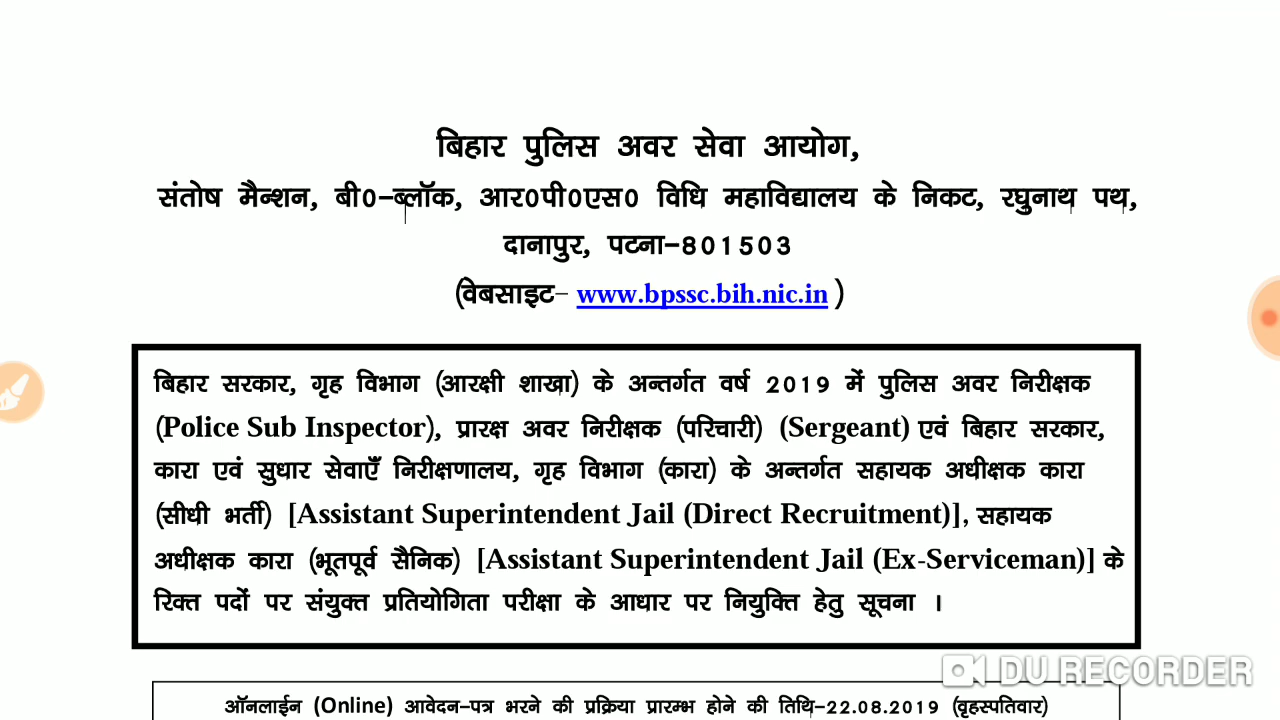 बिहार पुलिस अवर सेवा आयोग,
संतोष मैन्शन, बी०-ब्लॉक, आर०पी०एस० विधि महाविद्यालय के निकट, रघुनाथ पथ,
दानापुर, पटना-801503
(वेबसाइट- www.bpssc.bih.nic.in )
बिहार सरकार, गृह विभाग (आरक्षी शाखा) के अन्तर्गत वर्ष 2019 में पुलिस अवर निरीक्षक
(Police Sub Inspector), प्रारक्ष अवर निरीक्षक (परिचारी) (Sergeant) एवं बिहार सरकार,
कारा एवं सुधार सेवाएँ निरीक्षणालय, गृह विभाग (कारा) के अन्तर्गत सहायक अधीक्षक कारा
(सीधी भर्ती) [Assistant Superintendent Jail (Direct Recruitment)], सहायक
अधीक्षक कारा (भूतपूर्व सैनिक) [Assistant Superintendent Jail (Ex-Serviceman)] के
रिक्त पदों पर संयुक्त प्रतियोगिता परीक्षा के आधार पर नियुक्ति हेतु सूचना ।
DU RECORDER
ऑनलाईन (Online) आवेदन-पत्र भरने की प्रक्रिया प्रारम्भ होने की तिथि-22.08.2019 (वृहस्पतिवार)